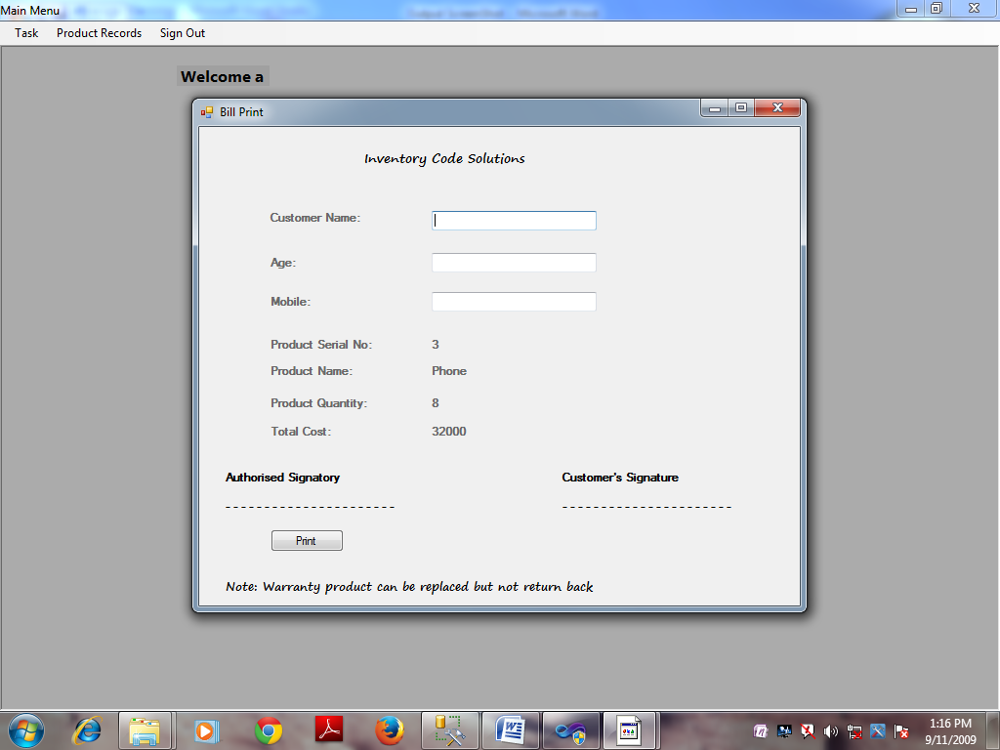 Main Menu
Task Product Records Sign Out
Welcome a
Bill Print
Inventory Code Solutions
Customer Name:
Age:
Mobile:
Product Serial No: 3
Product Name: Phone
Product Quantity: 8
Total Cost: 32000
Authorised Signatory Customer's Signature
---------------------- ----------------------
Print
Note: Warranty product can be replaced but not return back
1:16 PM
9/11/2009